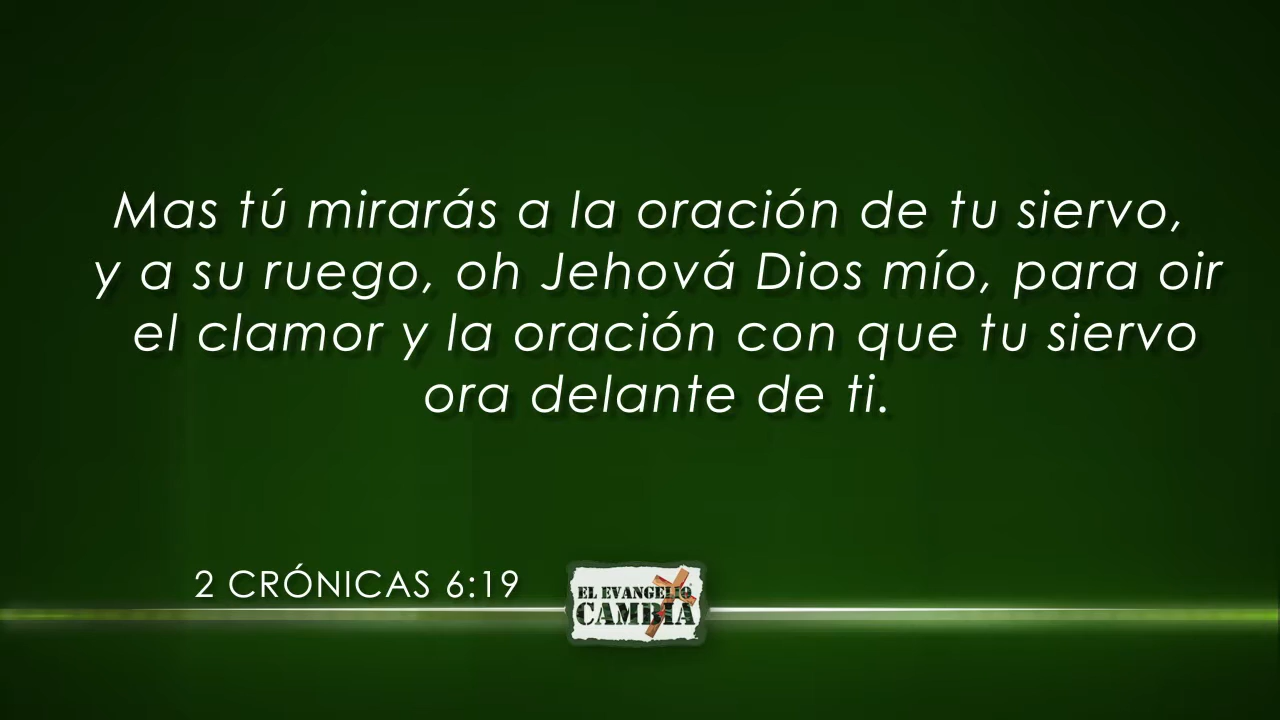 Mas tú mirarás a la oración de tu siervo,
y a su ruego, oh Jehová Dios mío, para oir
el clamor y la oración con que tu siervo
ora delante de ti.
2 CRÓNICAS 6:19
EL EVANGELIO
CAMBIA